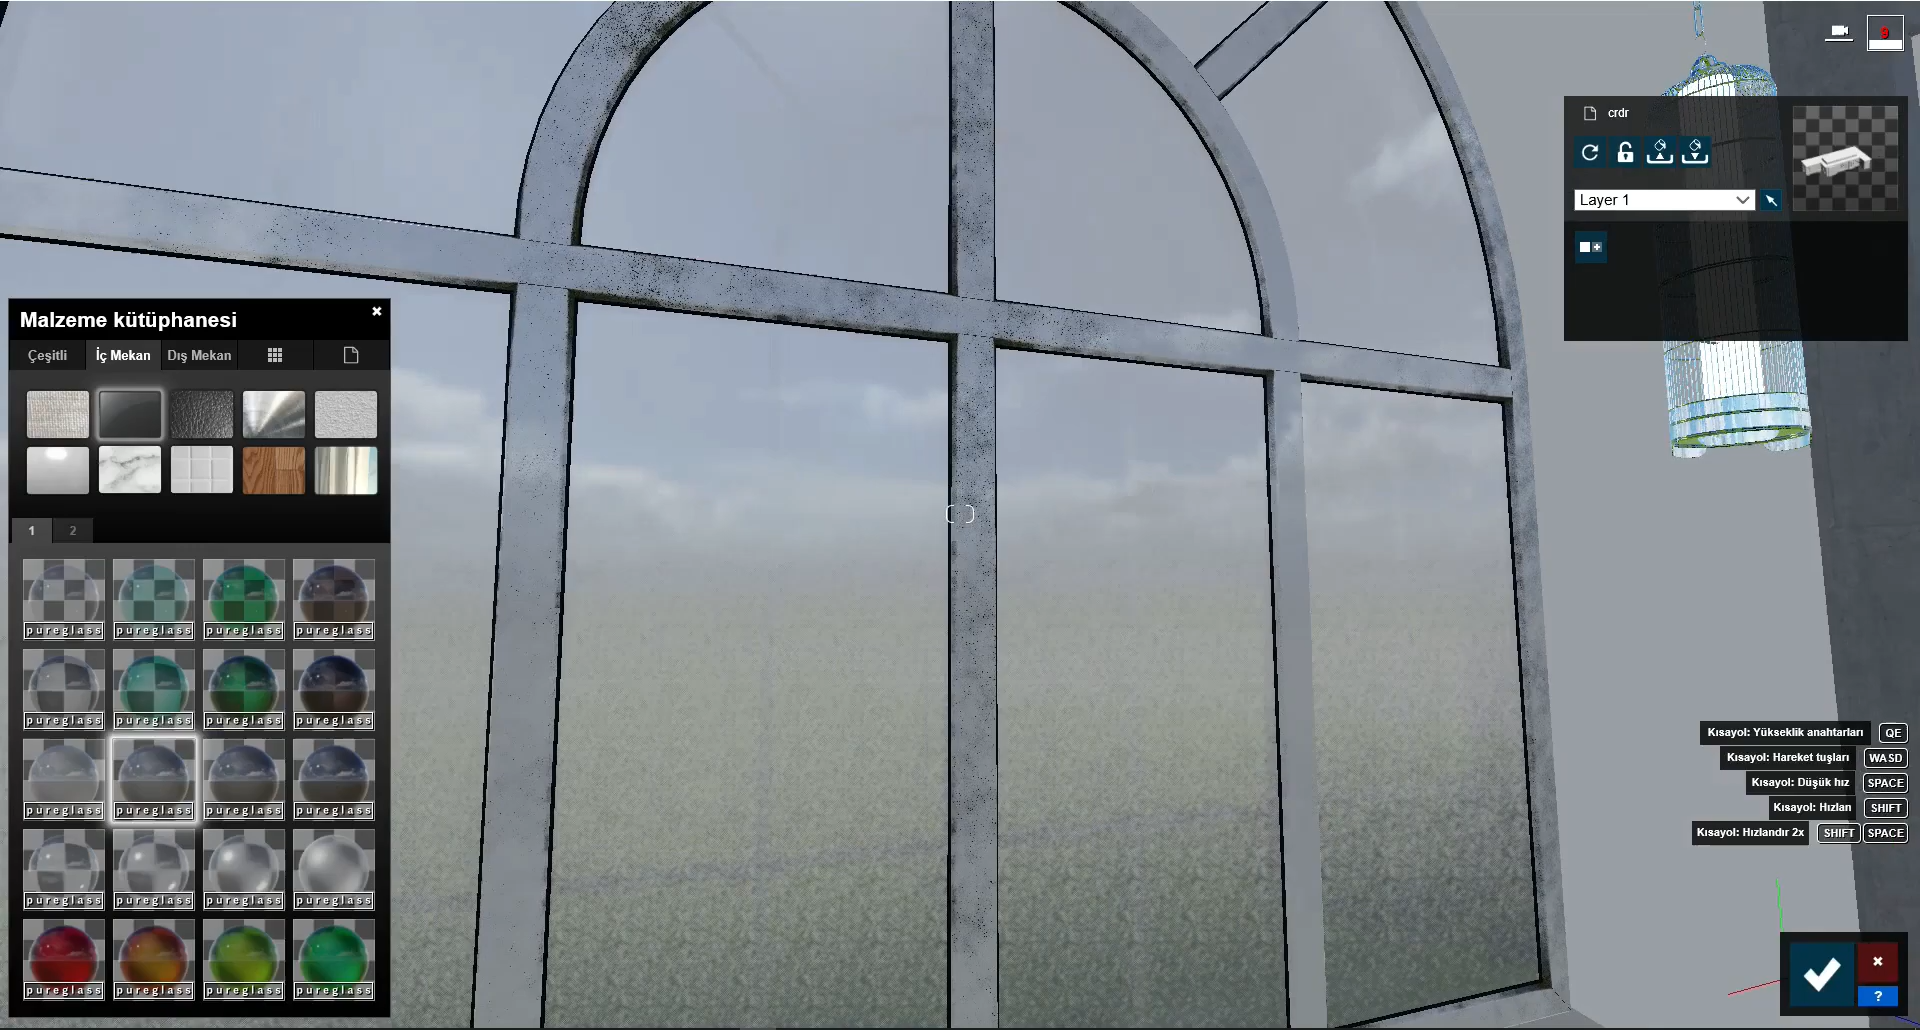 9
crdr
Layer 1
Malzeme kütüphanesi
Çeşitli İç Mekan Dış Mekan
1 2
pureglass pureglass pureglass pureglass
pureglass pureglass pureglass pureglass
pureglass pureglass pureglass pureglass
pureglass pureglass pureglass pureglass
pureglass pureglass pureglass pureglass
Kısayol: Yükseklik anahtarları QE
Kısayol: Hareket tuşları WASD
Kısayol: Düşük hız SPACE
Kısayol: Hızlan SHIFT
Kısayol: Hızlandır 2x SHIFT SPACE
?